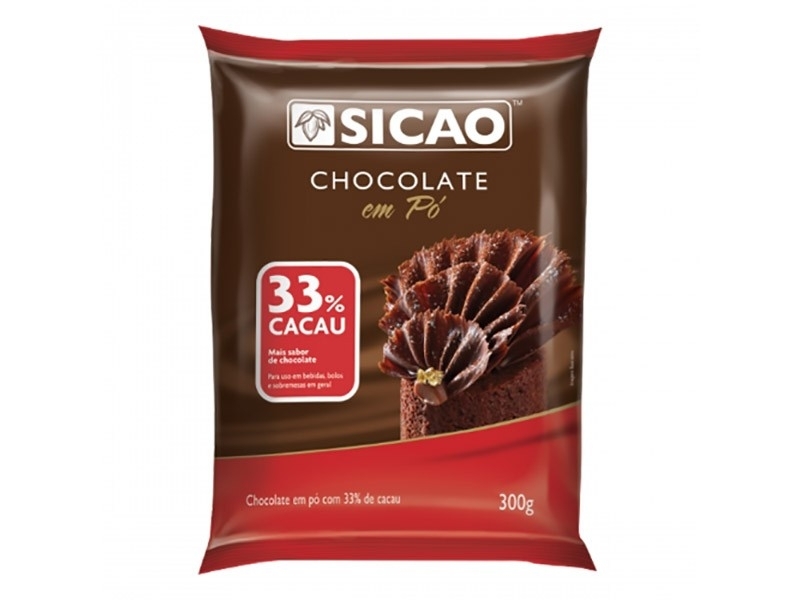 SICAO™
CHOCOLATE
em Pó
33%
CACAU
Mais sabor
de chocolate
Para uso em bebidas, bolos
e sobremesas em geral
Chocolate em pó com 33% de cacau
300g